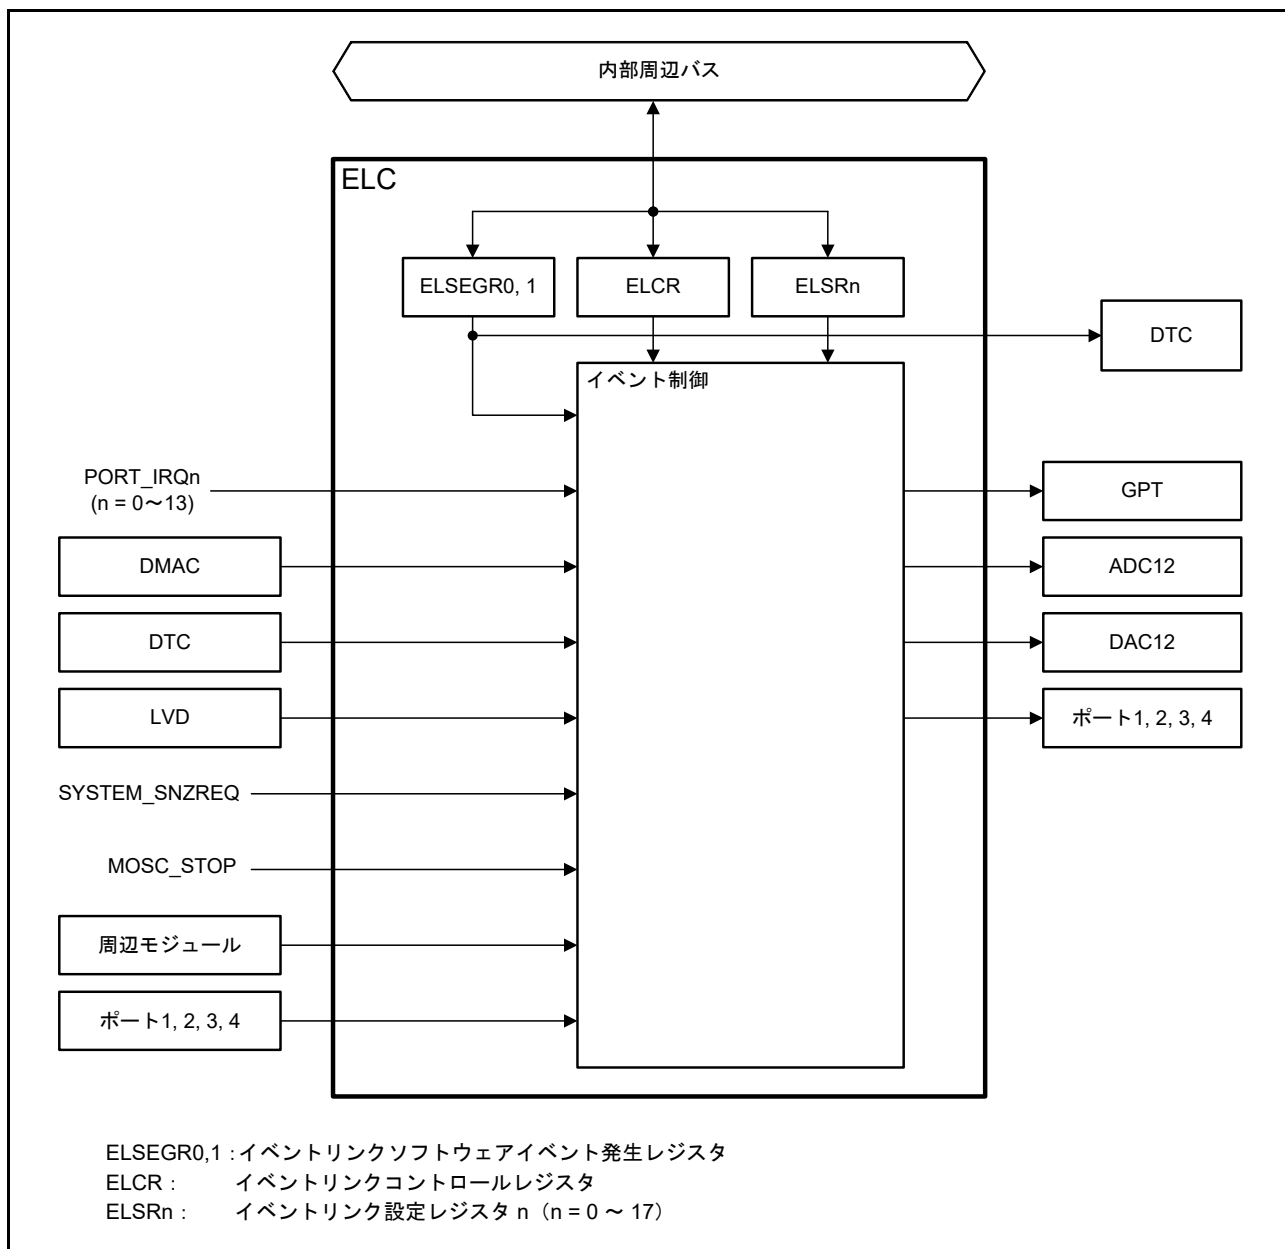 内部周辺バス
ELC
ELSEGR0, 1
ELCR
ELSRn
DTC
イベント制御
PORT_IRQn
(n = 0～13)
GPT
DMAC
ADC12
DTC
DAC12
LVD
ポート1, 2, 3, 4
SYSTEM_SNZREQ
MOSC_STOP
周辺モジュール
ポート1, 2, 3, 4
ELSEGR0,1 : イベントリンクソフトウェアイベント発生レジスタ
ELCR : イベントリンクコントロールレジスタ
ELSRn : イベントリンク設定レジスタ n（n = 0 ～ 17）